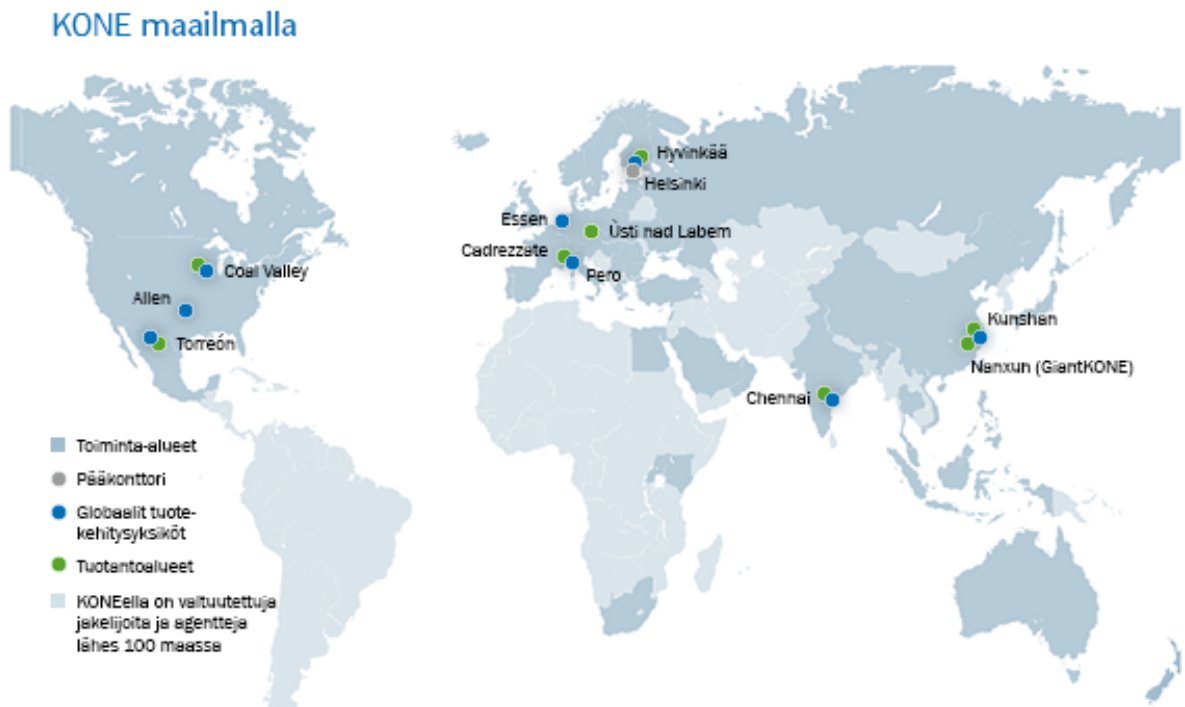 KONE maailmalla
Hyvinkää
Helsinki
Essen
Ùsti nad Labem
Cadrezzate
Pero
Coal Valley
Allen
Torreón
Kunshan
Nanxun (GiantKONE)
Chennai
Toiminta-alueet
Pääkonttori
Globaalit tuote-
kehitysyksiköt
Tuotantoalueet
KONEella on valtuutettuja
jakelijoita ja agentteja
lähes 100 maassa